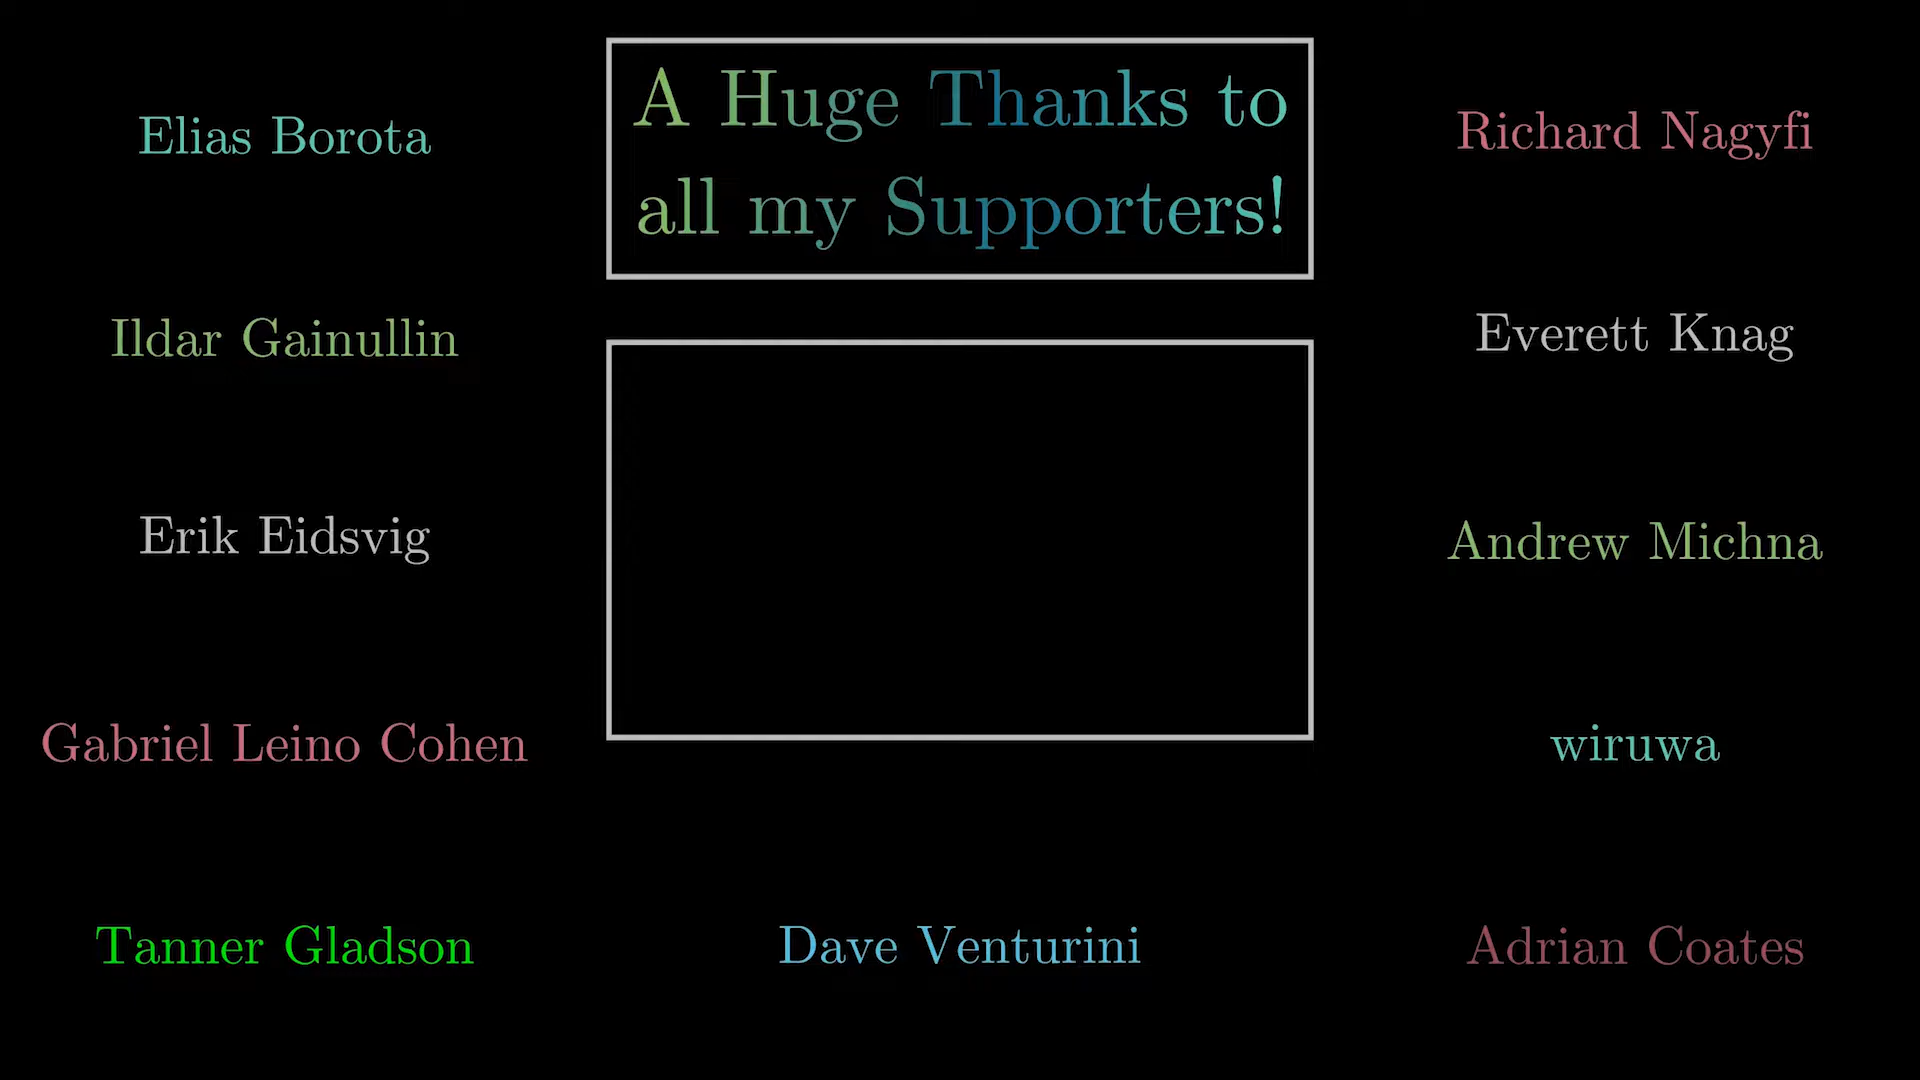 A Huge Thanks to
all my Supporters!
Elias Borota
Ildar Gainullin
Erik Eidsvig
Gabriel Leino Cohen
Tanner Gladson
Dave Venturini
Richard Nagyfi
Everett Knag
Andrew Michna
wiruwa
Adrian Coates